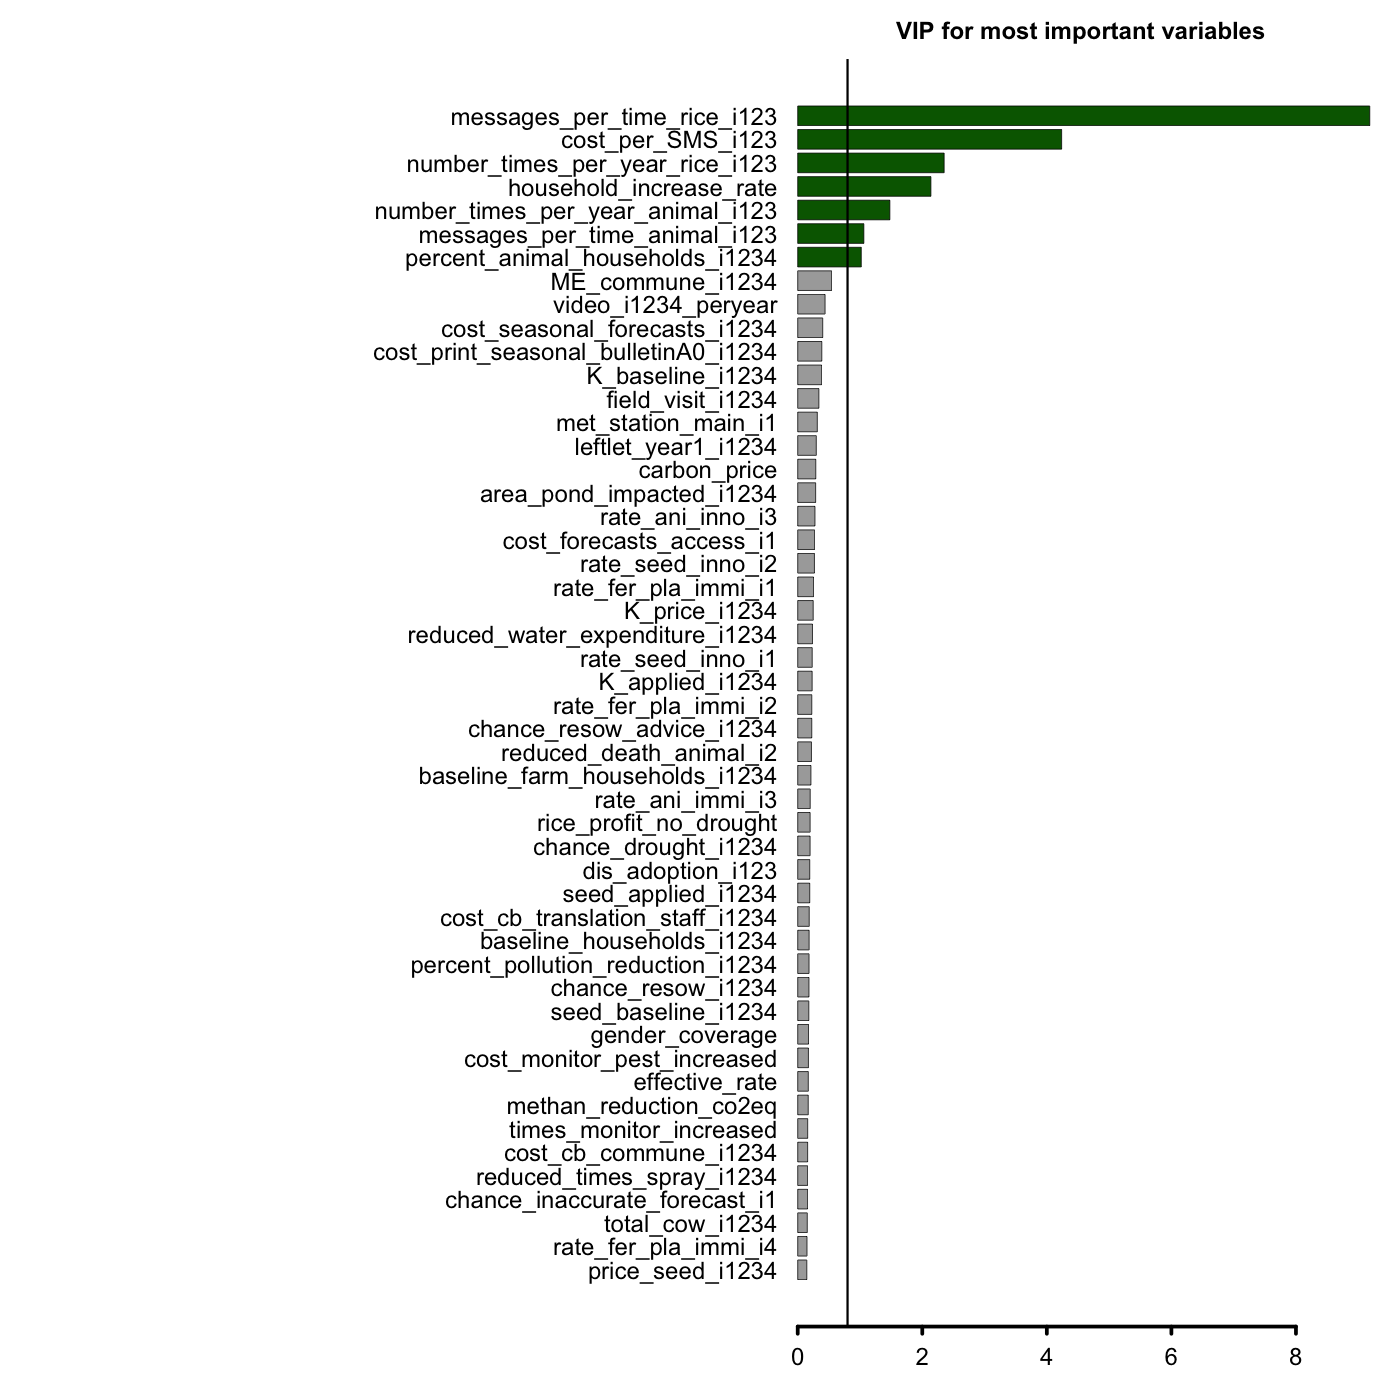 VIP for most important variables
messages_per_time_rice_i123
cost_per_SMS_i123
number_times_per_year_rice_i123
household_increase_rate
number_times_per_year_animal_i123
messages_per_time_animal_i123
percent_animal_households_i1234
ME_commune_i1234
video_i1234_peryear
cost_seasonal_forecasts_i1234
cost_print_seasonal_bulletinA0_i1234
K_baseline_i1234
field_visit_i1234
met_station_main_i1
leftlet_year1_i1234
carbon_price
area_pond_impacted_i1234
rate_ani_inno_i3
cost_forecasts_access_i1
rate_seed_inno_i2
rate_fer_pla_immi_i1
K_price_i1234
reduced_water_expenditure_i1234
rate_seed_inno_i1
K_applied_i1234
rate_fer_pla_immi_i2
chance_resow_advice_i1234
reduced_death_animal_i2
baseline_farm_households_i1234
rate_ani_immi_i3
rice_profit_no_drought
chance_drought_i1234
dis_adoption_i123
seed_applied_i1234
cost_cb_translation_staff_i1234
baseline_households_i1234
percent_pollution_reduction_i1234
chance_resow_i1234
seed_baseline_i1234
gender_coverage
cost_monitor_pest_increased
effective_rate
methan_reduction_co2eq
times_monitor_increased
cost_cb_commune_i1234
reduced_times_spray_i1234
chance_inaccurate_forecast_i1
total_cow_i1234
rate_fer_pla_immi_i4
price_seed_i1234
0 2 4 6 8